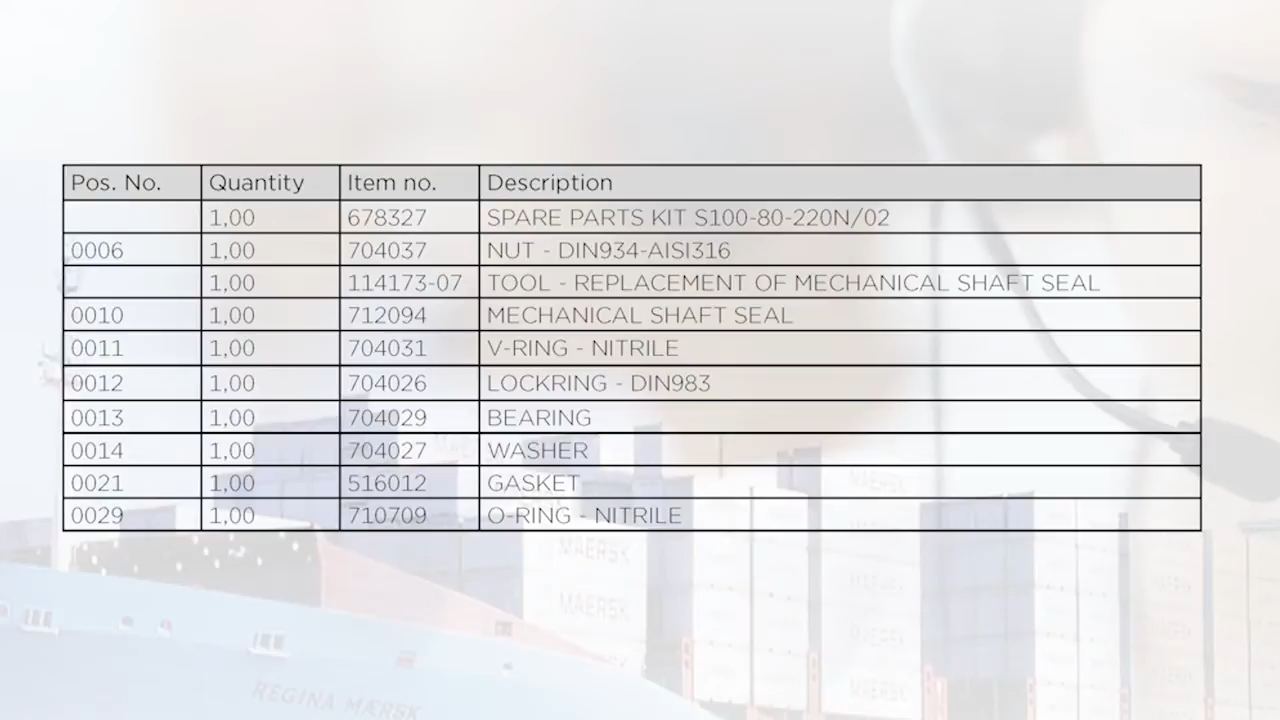 Pos. No. Quantity Item no. Description
1,00 678327 SPARE PARTS KIT S100-80-220N/02
0006 1,00 704037 NUT - DIN934-AISI316
1,00 114173-07 TOOL - REPLACEMENT OF MECHANICAL SHAFT SEAL
0010 1,00 712094 MECHANICAL SHAFT SEAL
0011 1,00 704031 V-RING - NITRILE
0012 1,00 704026 LOCKRING - DIN983
0013 1,00 704029 BEARING
0014 1,00 704027 WASHER
0021 1,00 516012 GASKET
0029 1,00 710709 O-RING - NITRILE
MAERSK
MAERSK
MAERSK
REGINA MÆRSK